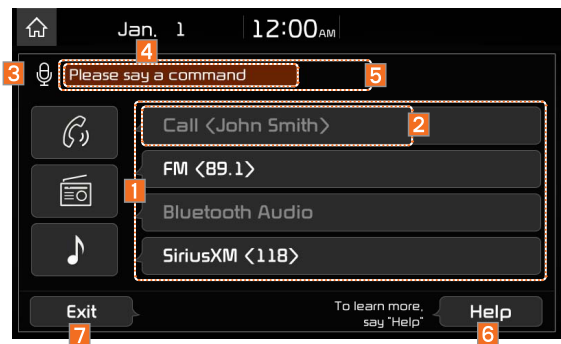 Jan. 1 12:00AM
4
3 Please say a command 5
Call <John Smith> 2
1 FM <89.1>
Bluetooth Audio
SiriusXM <118>
Exit To learn more, say "Help" Help
7 6